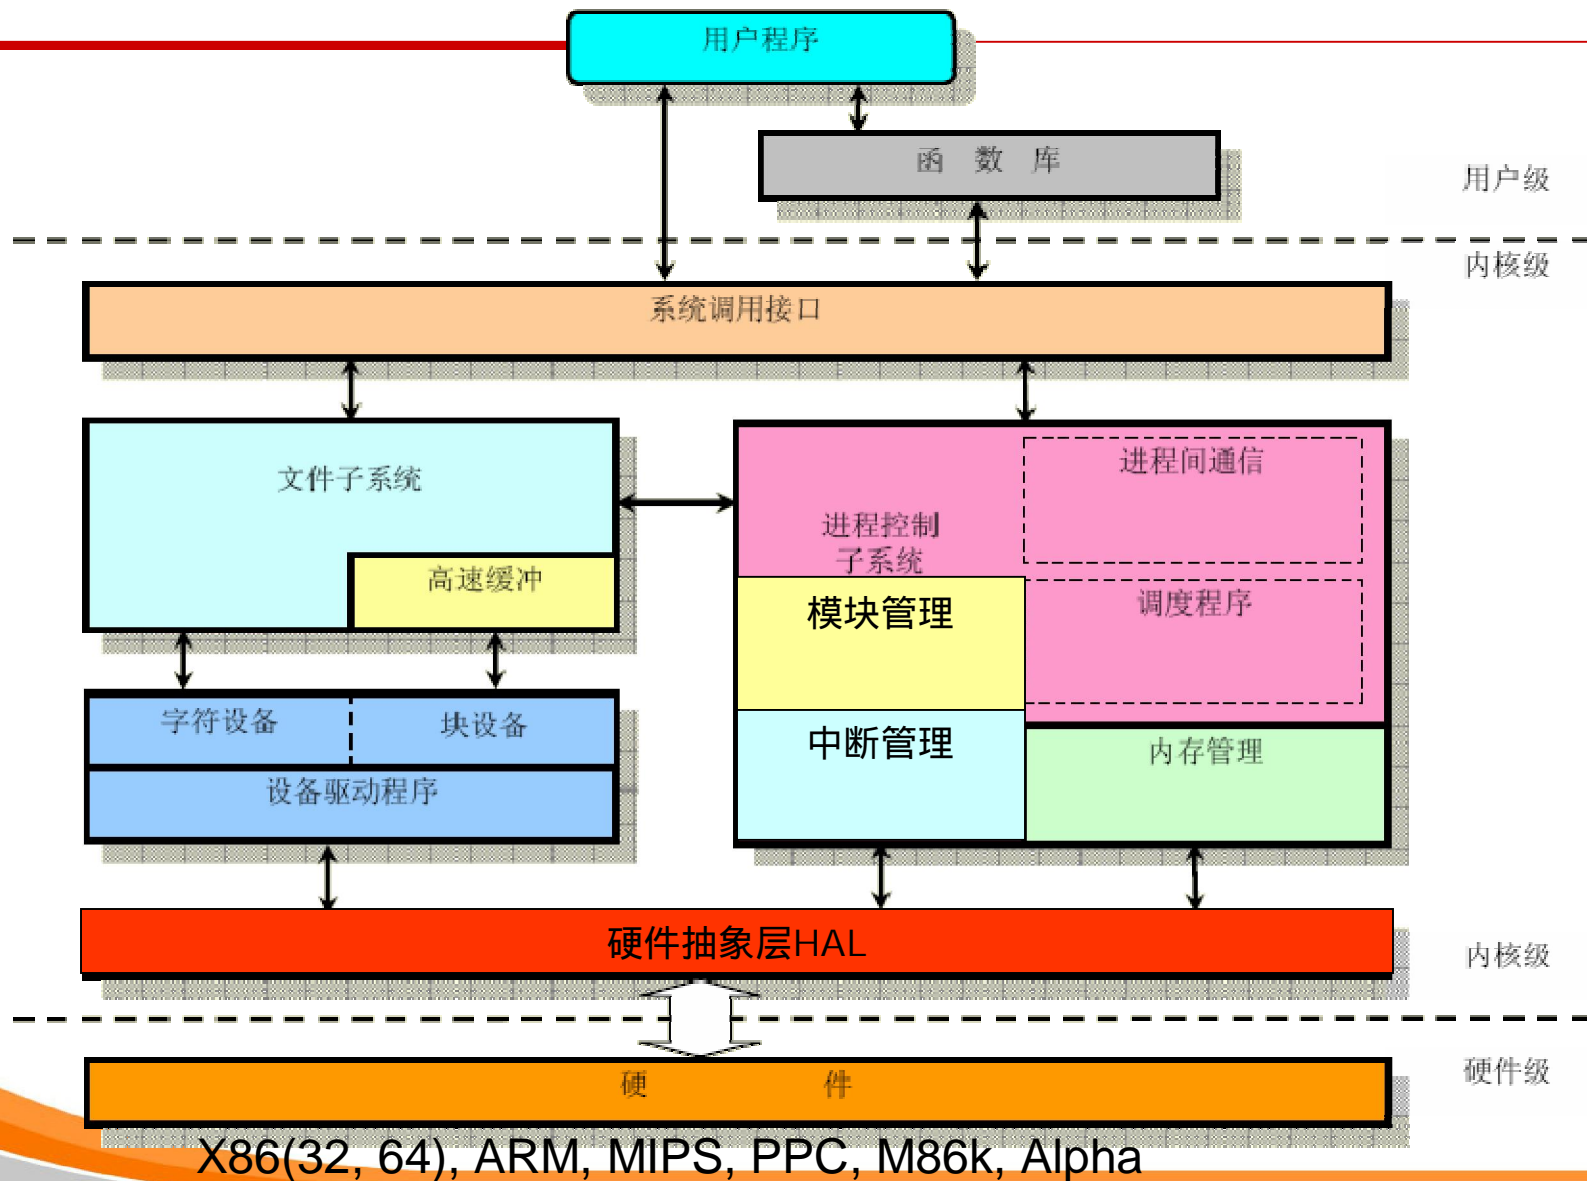 用户程序
函 数 库
用户级
内核级
系统调用接口
文件子系统
高速缓冲
进程控制
子系统
进程间通信
调度程序
模块管理
中断管理
内存管理
字符设备
块设备
设备驱动程序
硬件抽象层HAL
内核级
硬 件
硬件级
X86(32, 64), ARM, MIPS, PPC, M86k, Alpha